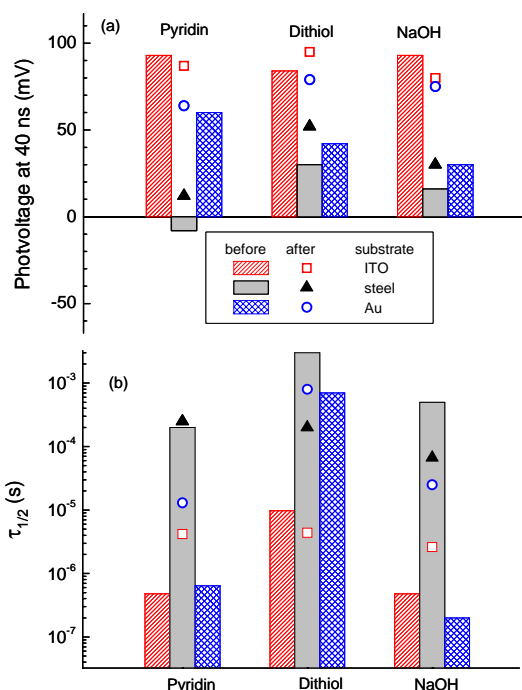 (a)
Pyridin Dithiol NaOH
Photovoltage at 40 ns (mV)
100
50
0
-50
before after substrate
ITO
steel
Au
(b)
τ1/2 (s)
10-3
10-4
10-5
10-6
10-7
Pyridin Dithiol NaOH